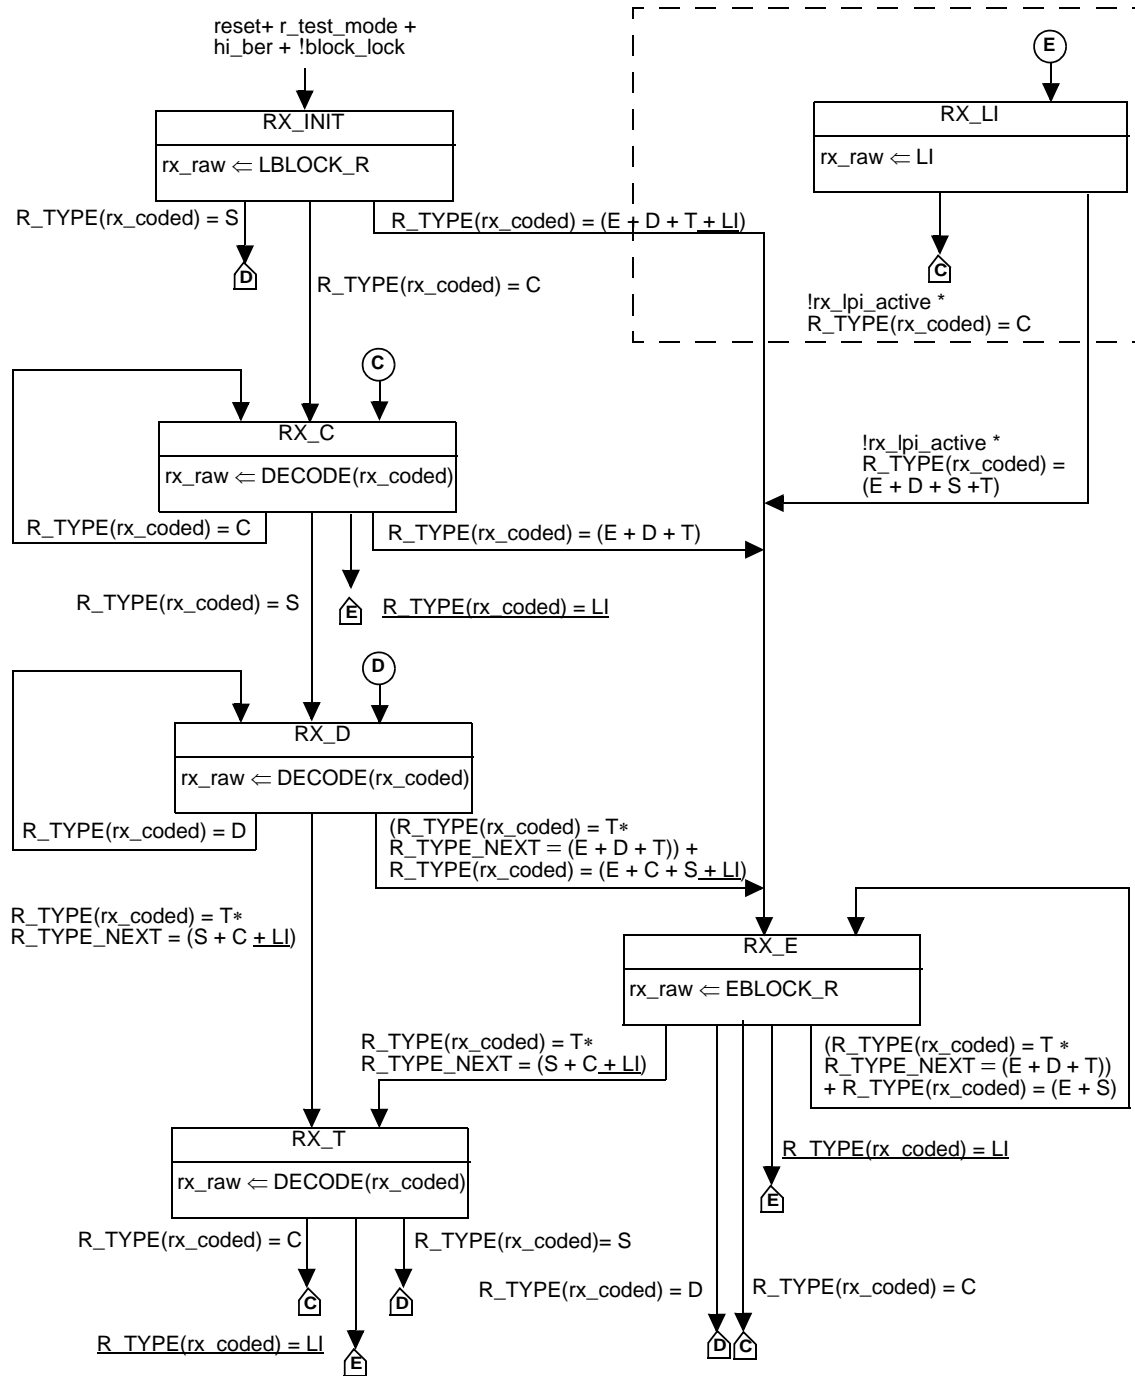 reset+ r_test_mode +
hi_ber + !block_lock
E
RX_INIT
rx_raw ⇐ LBLOCK_R
RX_LI
rx_raw ⇐ LI
R_TYPE(rx_coded) = S
D
R_TYPE(rx_coded) = (E + D + T + LI)
R_TYPE(rx_coded) = C
C
!rx_lpi_active *
R_TYPE(rx_coded) = C
C
RX_C
rx_raw ⇐ DECODE(rx_coded)
!rx_lpi_active *
R_TYPE(rx_coded) =
(E + D + S +T)
R_TYPE(rx_coded) = C
R_TYPE(rx_coded) = (E + D + T)
R_TYPE(rx_coded) = S
E
R_TYPE(rx_coded) = LI
D
RX_D
rx_raw ⇐ DECODE(rx_coded)
R_TYPE(rx_coded) = D
(R_TYPE(rx_coded) = T*
R_TYPE_NEXT = (E + D + T)) +
R_TYPE(rx_coded) = (E + C + S + LI)
R_TYPE(rx_coded) = T*
R_TYPE_NEXT = (S + C + LI)
RX_E
rx_raw ⇐ EBLOCK_R
R_TYPE(rx_coded) = T*
R_TYPE_NEXT = (S + C + LI)
(R_TYPE(rx_coded) = T *
R_TYPE_NEXT = (E + D + T))
+ R_TYPE(rx_coded) = (E + S)
RX_T
rx_raw ⇐ DECODE(rx_coded)
R_TYPE(rx_coded) = LI
E
R_TYPE(rx_coded) = C
R_TYPE(rx_coded)= S
C
D
R_TYPE(rx_coded) = D
R_TYPE(rx_coded) = C
D
C
R_TYPE(rx_coded) = LI
E